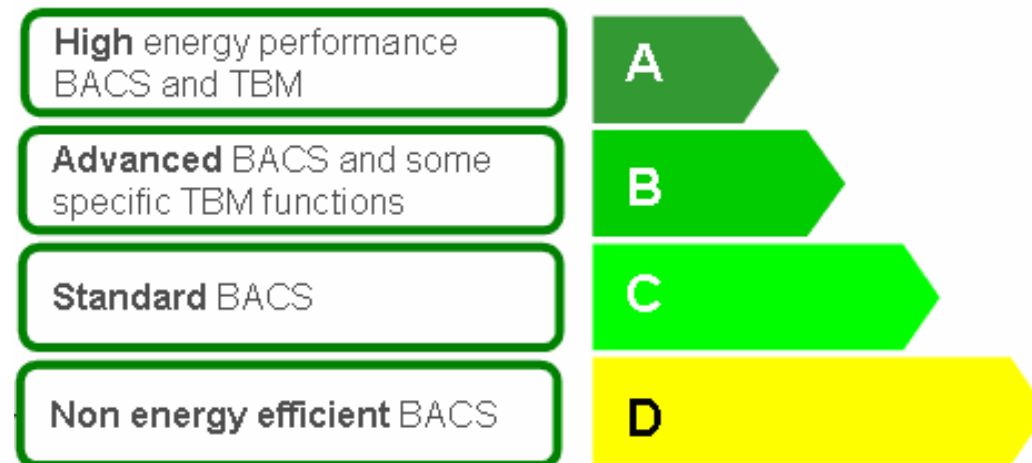 High energy performance
BACS and TBM
A
Advanced BACS and some
specific TBM functions
B
Standard BACS
C
Non energy efficient BACS
D